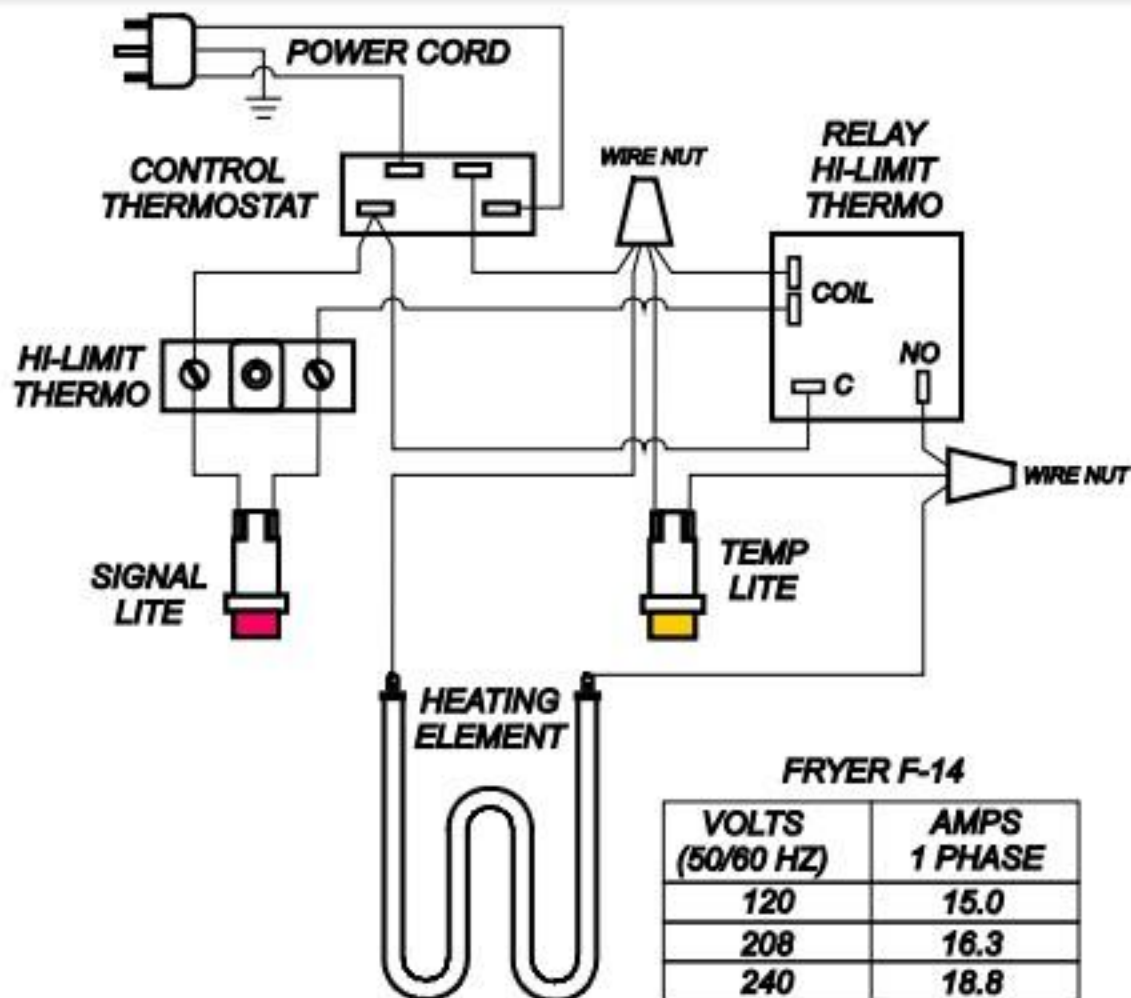 POWER CORD
CONTROL
THERMOSTAT
WIRE NUT
RELAY
HI-LIMIT
THERMO
COIL
NO
C
HI-LIMIT
THERMO
WIRE NUT
SIGNAL
LITE
TEMP
LITE
HEATING
ELEMENT
FRYER F-14
VOLTS AMPS
(50/60 HZ) 1 PHASE
120 15.0
208 16.3
240 18.8